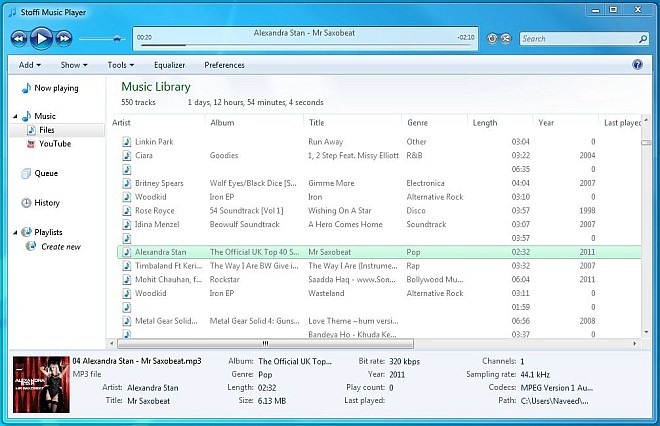 Stoffi Music Player
00:20 Alexandra Stan - Mr Saxobeat -02:10
Search
Add Show Tools Equalizer Preferences
Now playing
Music
Files
YouTube
Queue
History
Playlists
Create new
Music Library
550 tracks 1 days, 12 hours, 54 minutes, 4 seconds
Artist Album Title Genre Length Year Last playe
Linkin Park Run Away Other 03:04 0
Ciara Goodies 1, 2 Step Feat. Missy Elliott R&B 03:22 2004
06:35 0
Britney Spears Wolf Eyes/Black Dice [S... Gimme More Electronica 04:04 2007
Woodkid Iron EP Iron Alternative Rock 03:10 0
Rose Royce 54 Soundtrack [Vol 1] Wishing On A Star Disco 03:57 1998
Idina Menzel Beowulf Soundtrack A Hero Comes Home Soundtrack 03:24 2007
03:57 0
Alexandra Stan The Official UK Top 40 S... Mr Saxobeat Pop 02:32 2011
Timbaland Ft Keri... The Way I Are BW Give i... The Way I Are (Instrume... Rap 03:32 2007
Mohit Chauhan, f... Rockstar Saadda Haq - www.Son... Bollywood Mu... 06:04 2011
Woodkid Iron EP Wasteland Alternative Rock 03:11 0
01:59 0
Metal Gear Solid... Metal Gear Solid 4: Guns... Love Theme ~hum versi... 06:56 2008
Bandeya Ho - Khuda Ke... 03:38 0
04 Alexandra Stan - Mr Saxobeat.mp3
MP3 file
Artist: Alexandra Stan
Title: Mr Saxobeat
Album: The Official UK Top...
Genre: Pop
Length: 02:32
Size: 6.13 MB
Bit rate: 320 kbps
Year: 2011
Play count: 0
Last played:
Channels: 1
Sampling rate: 44.1 kHz
Codecs: MPEG Version 1 Au...
Path: C:\Users\Naveed\...
ALEXANDRA
STAN
MR SAXOBEAT